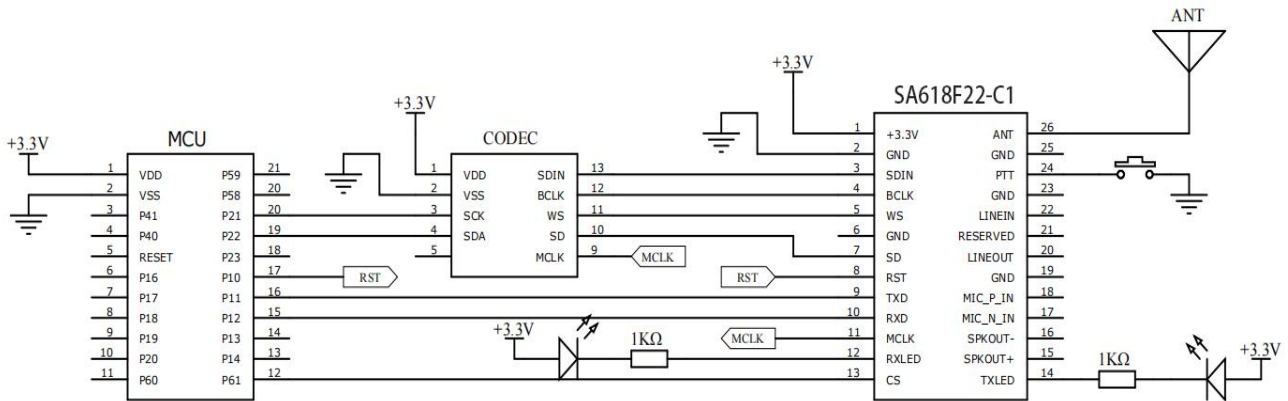 ANT
+3.3V
SA618F22-C1
+3.3V
MCU
CODEC
+3.3V
1 VDD P59 21
2 VSS P58 20
3 P41 P21 20
4 P40 P22 19
5 RESET P23 18
6 P16 P10 17
7 P17 P11 16
8 P18 P12 15
9 P19 P13 14
10 P20 P14 13
11 P60 P61 12
RST
1 VDD SDIN 13
2 VSS BCLK 12
3 SCK WS 11
4 SDA SD 10
5 MCLK 9
MCLK
RST
MCLK
+3.3V
1KΩ
1 +3.3V ANT 26
2 GND GND 25
3 SDIN PTT 24
4 BCLK GND 23
5 WS LINEIN 22
6 GND RESERVED 21
7 SD LINEOUT 20
8 RST GND 19
9 TXD MIC_P_IN 18
10 RXD MIC_N_IN 17
11 MCLK SPKOUT- 16
12 RXLED SPKOUT+ 15
13 CS TXLED 14
1KΩ
+3.3V